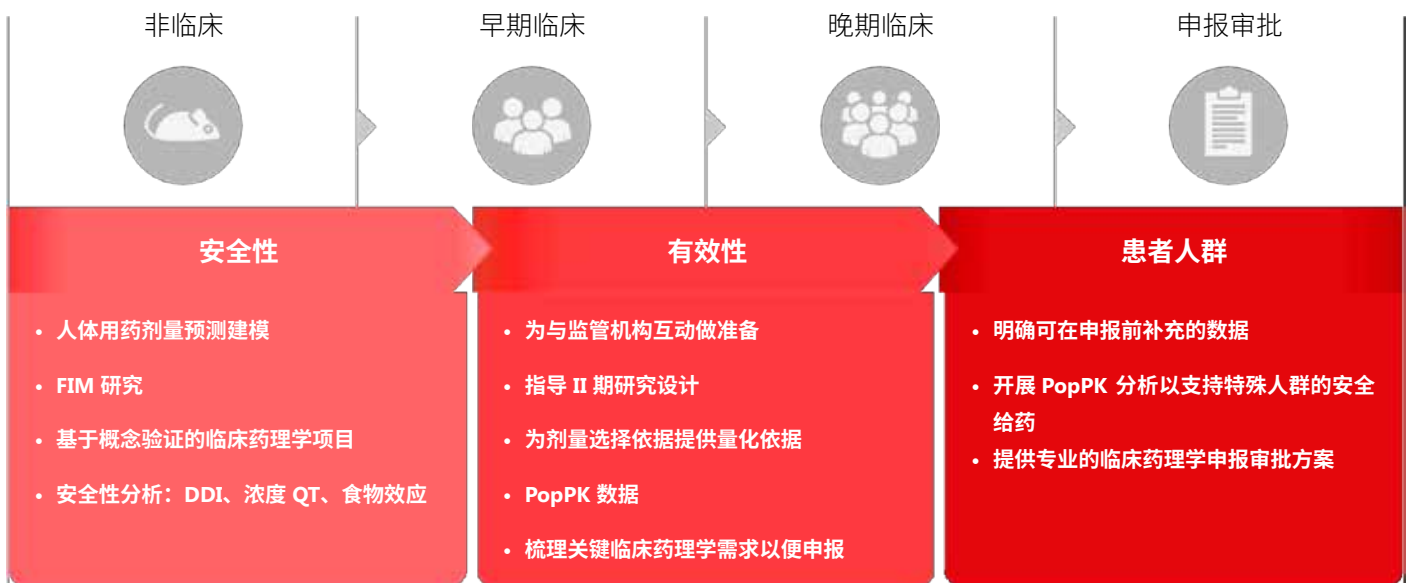 非临床
早期临床
晚期临床
申报审批
安全性
• 人体用药剂量预测建模
• FIM 研究
• 基于概念验证的临床药理学项目
• 安全性分析：DDI、浓度 QT、食物效应
有效性
• 为与监管机构互动做准备
• 指导 II 期研究设计
• 为剂量选择依据提供量化依据
• PopPK 数据
• 梳理关键临床药理学需求以便申报
患者人群
• 明确可在申报前补充的数据
• 开展 PopPK 分析以支持特殊人群的安全
给药
• 提供专业的临床药理学申报审批方案